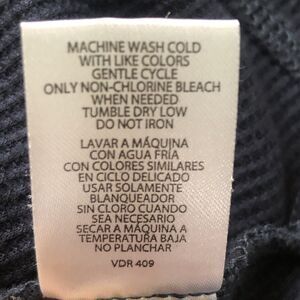 MACHINE WASH COLD
WITH LIKE COLORS
GENTLE CYCLE
ONLY NON-CHLORINE BLEACH
WHEN NEEDED
TUMBLE DRY LOW
DO NOT IRON
LAVAR A MÁQUINA
CON AGUA FRÍA
CON COLORES SIMILARES
EN CICLO DELICADO
USAR SOLAMENTE
BLANQUEADOR
SIN CLORO CUANDO
SEA NECESARIO
SECAR A MÁQUINA A
TEMPERATURA BAJA
NO PLANCHAR
VDR 409